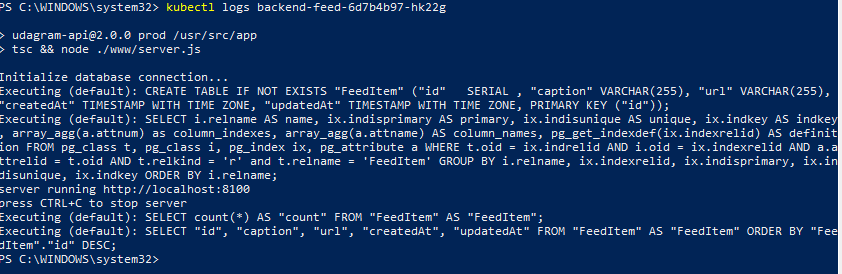 PS C:\WINDOWS\system32> kubectl logs backend-feed-6d7b4b97-hk22g
> udagram-api@2.0.0 prod /usr/src/app
> tsc && node ./www/server.js
Initialize database connection...
Executing (default): CREATE TABLE IF NOT EXISTS "FeedItem" ("id"   SERIAL , "caption" VARCHAR(255), "url" VARCHAR(255),
"createdAt" TIMESTAMP WITH TIME ZONE, "updatedAt" TIMESTAMP WITH TIME ZONE, PRIMARY KEY ("id"));
Executing (default): SELECT i.relname AS name, ix.indisprimary AS primary, ix.indisunique AS unique, ix.indkey AS indkey
, array_agg(a.attnum) as column_indexes, array_agg(a.attname) AS column_names, pg_get_indexdef(ix.indexrelid) AS definit
ion FROM pg_class t, pg_class i, pg_index ix, pg_attribute a WHERE t.oid = ix.indrelid AND i.oid = ix.indexrelid AND a.a
ttrelid = t.oid AND t.relkind = 'r' and t.relname = 'FeedItem' GROUP BY i.relname, ix.indexrelid, ix.indisprimary, ix.in
disunique, ix.indkey ORDER BY i.relname;
server running http://localhost:8100
press CTRL+C to stop server
Executing (default): SELECT count(*) AS "count" FROM "FeedItem" AS "FeedItem";
Executing (default): SELECT "id", "caption", "url", "createdAt", "updatedAt" FROM "FeedItem" AS "FeedItem" ORDER BY "Fee
dItem"."id" DESC;
PS C:\WINDOWS\system32>